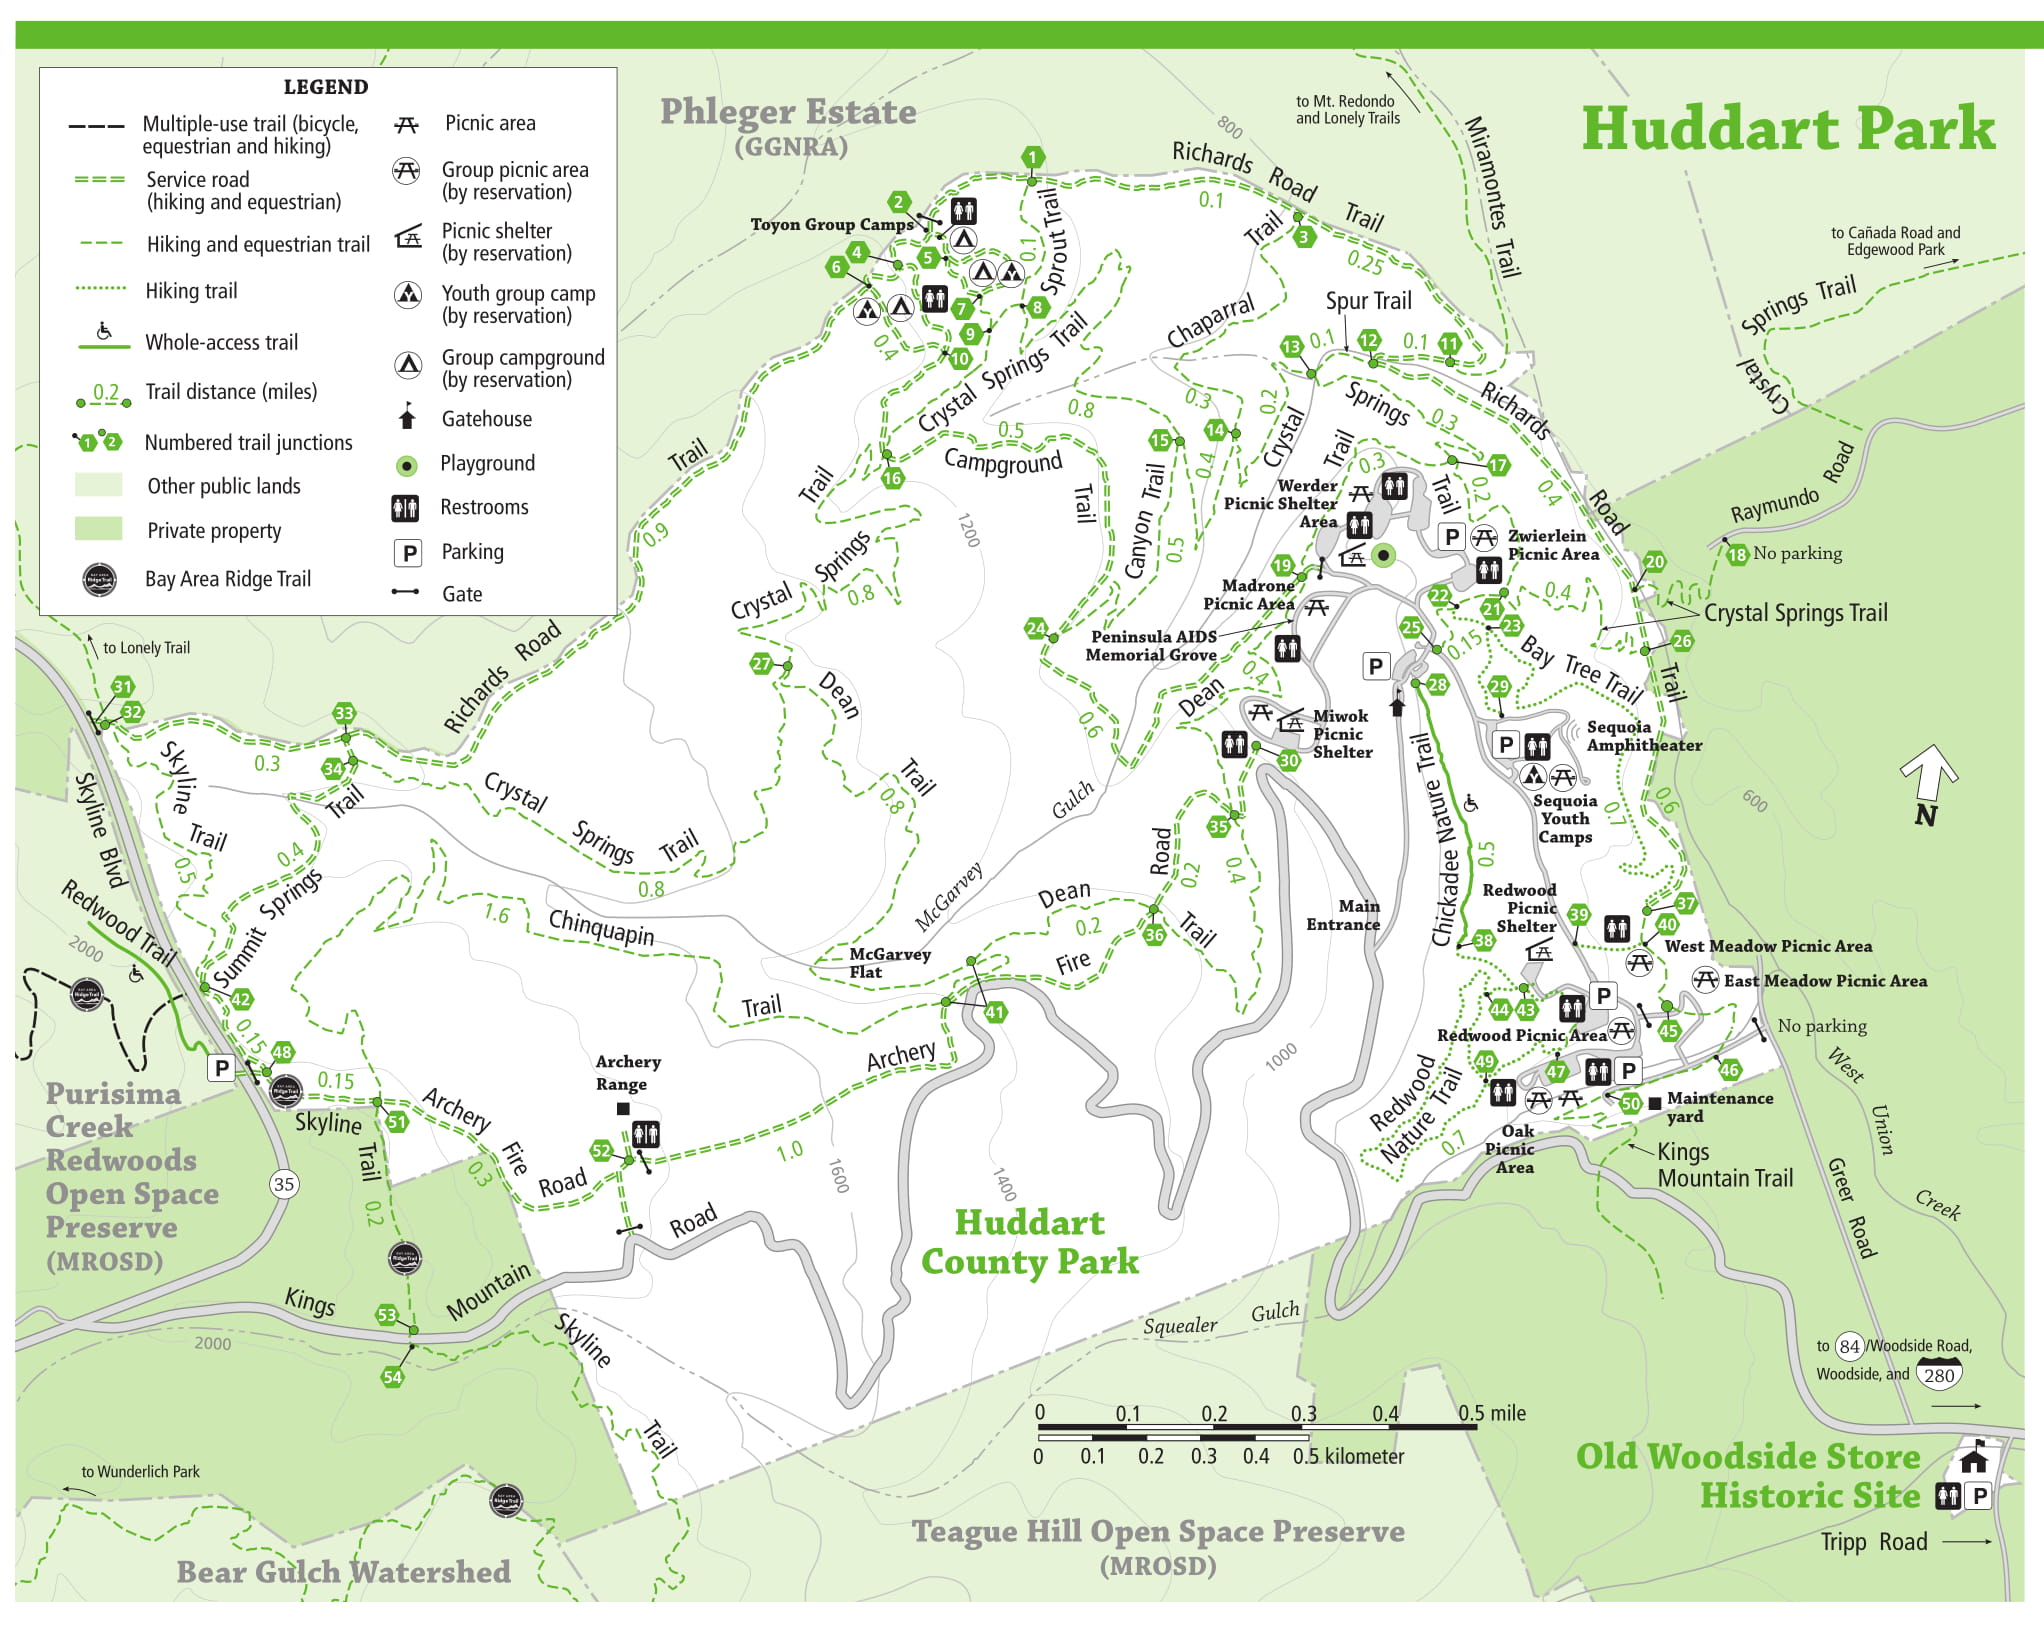 Huddart Park
LEGEND
Multiple-use trail (bicycle,
equestrian and hiking)
Service road
(hiking and equestrian)
Hiking and equestrian trail
Hiking trail
Whole-access trail
0.2
Trail distance (miles)
1 2
Numbered trail junctions
Other public lands
Private property
Bay Area Ridge Trail
Picnic area
Group picnic area
(by reservation)
Picnic shelter
(by reservation)
Youth group camp
(by reservation)
Group campground
(by reservation)
Gatehouse
Playground
Restrooms
P
Parking
Gate
Phleger Estate
(GGNRA)
to Mt. Redondo
and Lonely Trails
Miramontes Trail
800
Richards Road Trail
0.1
0.25
1
2
3
4
5
6
7
8
9
10
Toyon Group Camps
Sprout Trail
0.1
0.4
Chaparral Trail
Spur Trail
13
0.1
12
0.1
11
to Cañada Road and
Edgewood Park
Crystal Springs Trail
Raymundo Road
18
No parking
Crystal Springs Trail
0.8
0.5
Campground Trail
16
0.3
0.2
14
15
0.4
Canyon Trail
0.5
Crystal Springs Trail
0.3
17
0.2
Richards Road Trail
0.4
Trail
0.3
Werder
Picnic Shelter
Area
P
Zwierlein
Picnic Area
19
Madrone
Picnic Area
Peninsula AIDS
Memorial Grove
20
Crystal Springs Trail
0.4
21
22
23
25
0.15
26
Bay Tree Trail
24
0.6
Dean
0.4
P
28
29
Miwok
Picnic
Shelter
30
P
Sequoia
Amphitheater
Sequoia
Youth
Camps
0.7
0.6
1200
Richards Road Trail
0.9
Trail
Crystal Springs
0.8
27
Dean Trail
0.8
to Lonely Trail
31
32
33
34
0.3
Skyline Trail
0.5
Skyline Blvd
Summit Springs Trail
0.4
Crystal Springs Trail
0.8
Redwood Trail
2000
42
0.15
48
P
0.15
Skyline Trail
51
0.2
1.6
Chinquapin
Trail
McGarvey Gulch
McGarvey
Flat
Dean
0.2
Trail
0.4
35
36
0.2
Archery Fire Road
41
Main
Entrance
Chickadee Nature Trail
0.5
38
Redwood
Picnic
Shelter
39
37
40
West Meadow Picnic Area
East Meadow Picnic Area
P
43
44
45
Redwood Picnic Area
No parking
46
47
49
P
50
Maintenance
yard
Redwood
Nature Trail
0.7
Oak
Picnic
Area
Kings
Mountain Trail
West Union Creek
Greer Road
600
N
1000
1400
1600
Archery
Range
52
1.0
Archery Fire Road
0.3
Purisima
Creek
Redwoods
Open Space
Preserve
(MROSD)
35
Kings Mountain Road
53
54
2000
Skyline Trail
Huddart
County Park
Squealer Gulch
0 0.1 0.2 0.3 0.4 0.5 mile
0 0.1 0.2 0.3 0.4 0.5 kilometer
to 84/Woodside Road,
Woodside, and 280
Old Woodside Store
Historic Site
P
Tripp Road
to Wunderlich Park
Bear Gulch Watershed
Teague Hill Open Space Preserve
(MROSD)